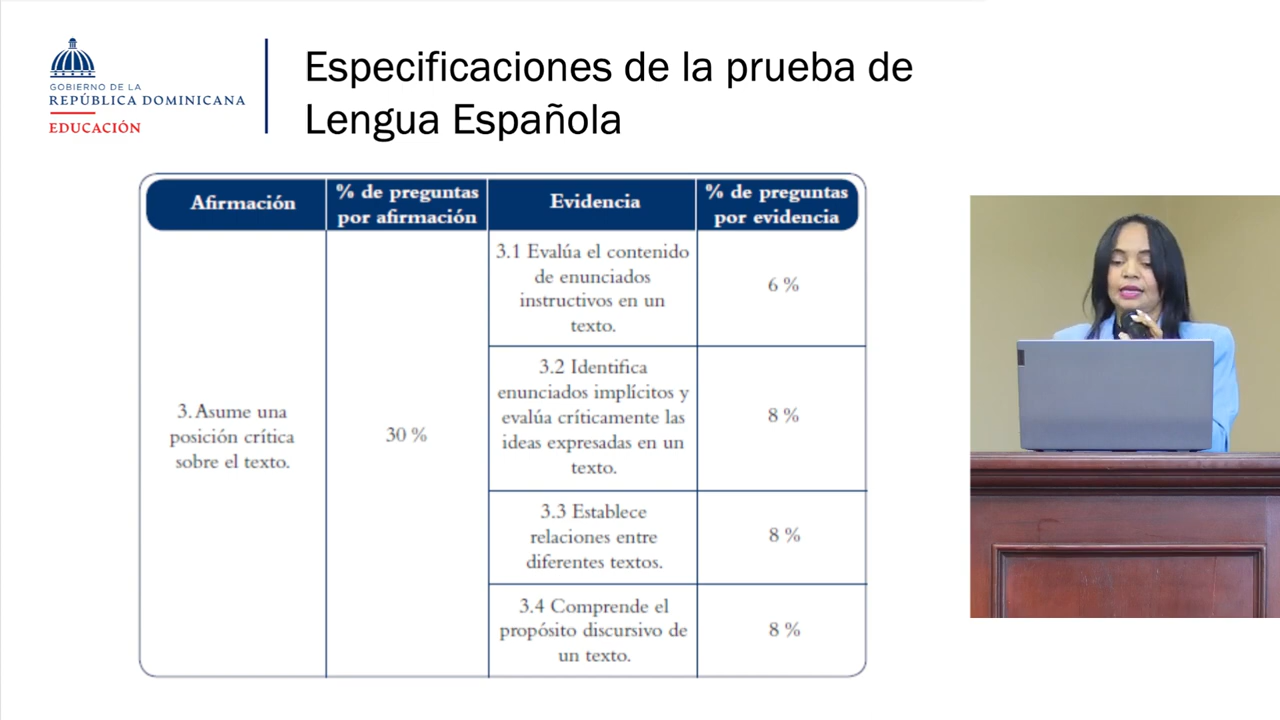 GOBIERNO DE LA
REPÚBLICA DOMINICANA
EDUCACIÓN
Especificaciones de la prueba de
Lengua Española
Afirmación
% de preguntas
por afirmación
Evidencia
% de preguntas
por evidencia
3. Asume una
posición crítica
sobre el texto.
30 %
3.1 Evalúa el contenido
de enunciados
instructivos en un
texto.
6 %
3.2 Identifica
enunciados implícitos y
evalúa críticamente las
ideas expresadas en un
texto.
8 %
3.3 Establece
relaciones entre
diferentes textos.
8 %
3.4 Comprende el
propósito discursivo de
un texto.
8 %